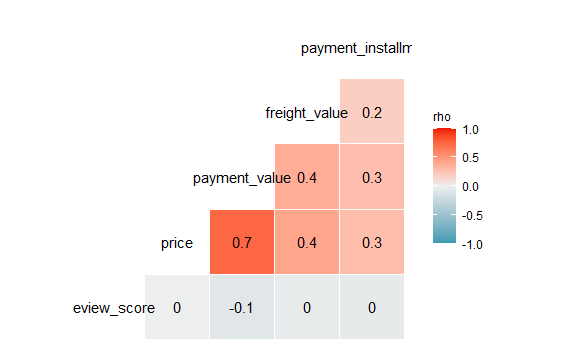 payment_installm
freight_value 0.2
rho
1.0
0.5
0.0
-0.5
-1.0
payment_value 0.4 0.3
price 0.7 0.4 0.3
eview_score 0 -0.1 0 0